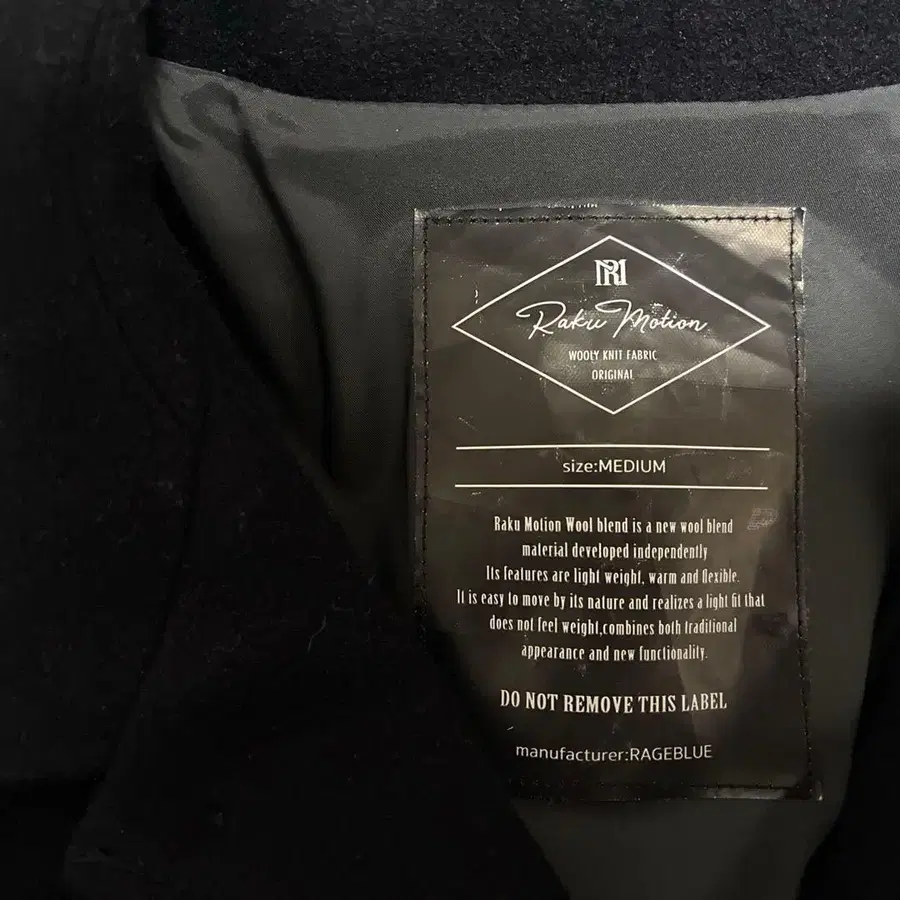 RM
Raku Motion
WOOLY KNIT FABRIC
ORIGINAL
size:MEDIUM
Raku Motion Wool blend is a new wool blend
material developed independently
Its features are light weight, warm and flexible.
It is easy to move by its nature and realizes a light fit that
does not feel weight,combines both traditional
appearance and new functionality.
DO NOT REMOVE THIS LABEL
manufacturer:RAGEBLUE